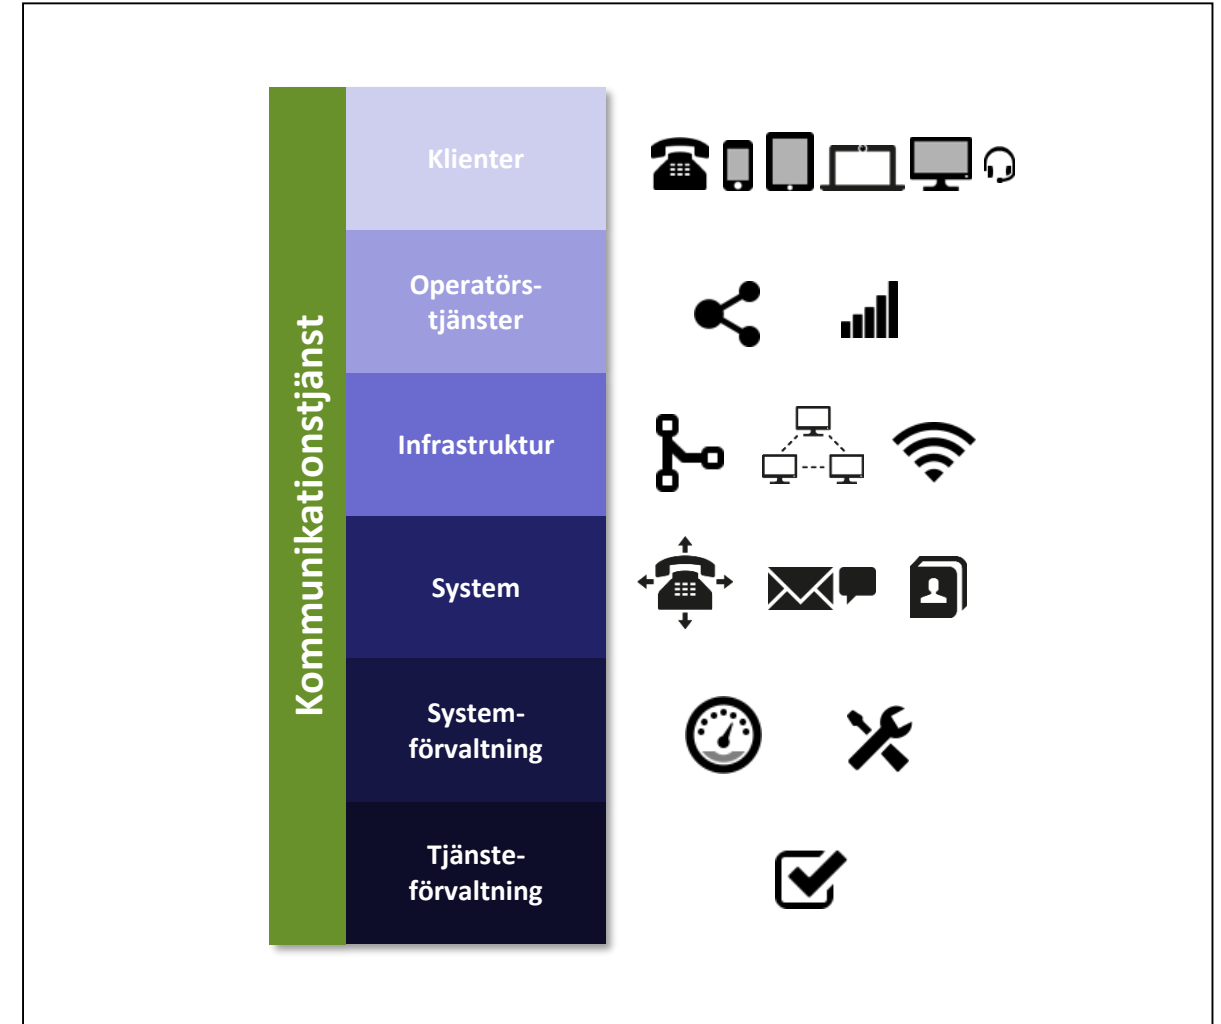 Kommunikationstjänst
Klienter
Operatörs-
tjänster
Infrastruktur
System
System-
förvaltning
Tjänste-
förvaltning